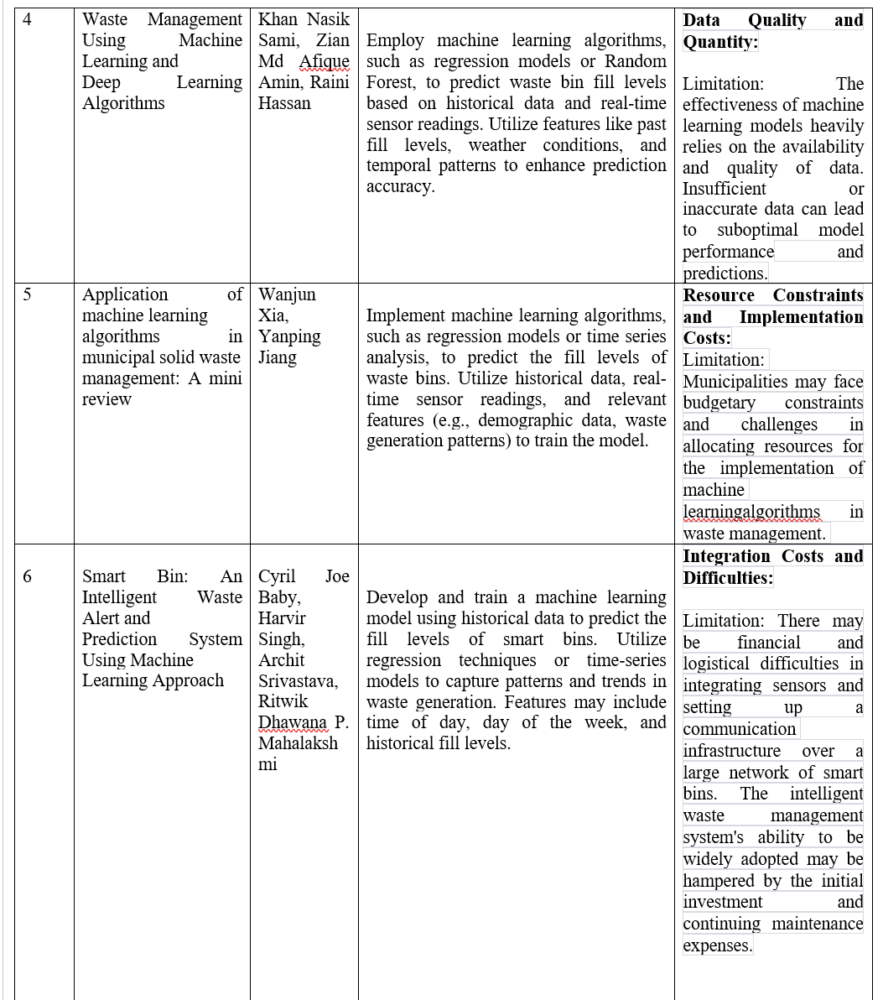 4
Waste Management
Using Machine
Learning and
Deep Learning
Algorithms
Khan Nasik
Sami, Zian
Md Afique
Amin, Raini
Hassan
Employ machine learning algorithms,
such as regression models or Random
Forest, to predict waste bin fill levels
based on historical data and real-time
sensor readings. Utilize features like past
fill levels, weather conditions, and
temporal patterns to enhance prediction
accuracy.
Data Quality and
Quantity:
Limitation: The
effectiveness of machine
learning models heavily
relies on the availability
and quality of data.
Insufficient or
inaccurate data can lead
to suboptimal model
performance and
predictions.
5
Application of
machine learning
algorithms in
municipal solid waste
management: A mini
review
Wanjun
Xia,
Yanping
Jiang
Implement machine learning algorithms,
such as regression models or time series
analysis, to predict the fill levels of
waste bins. Utilize historical data, real-
time sensor readings, and relevant
features (e.g., demographic data, waste
generation patterns) to train the model.
Resource Constraints
and Implementation
Costs:
Limitation:
Municipalities may face
budgetary constraints
and challenges in
allocating resources for
the implementation of
machine
learningalgorithms in
waste management.
6
Smart Bin: An
Intelligent Waste
Alert and
Prediction System
Using Machine
Learning Approach
Cyril Joe
Baby,
Harvir
Singh,
Archit
Srivastava,
Ritwik
Dhawana P.
Mahalaksh
mi
Develop and train a machine learning
model using historical data to predict the
fill levels of smart bins. Utilize
regression techniques or time-series
models to capture patterns and trends in
waste generation. Features may include
time of day, day of the week, and
historical fill levels.
Integration Costs and
Difficulties:
Limitation: There may
be financial and
logistical difficulties in
integrating sensors and
setting up a
communication
infrastructure over a
large network of smart
bins. The intelligent
waste management
system's ability to be
widely adopted may be
hampered by the initial
investment and
continuing maintenance
expenses.